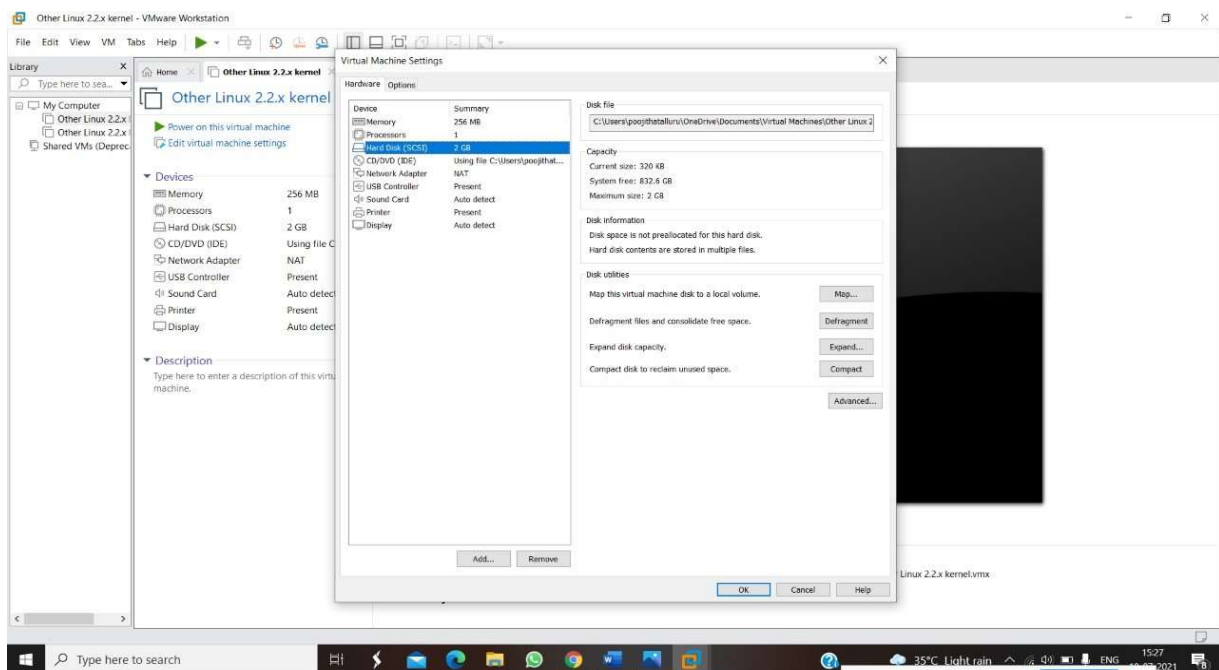 Other Linux 2.2.x kernel - VMware Workstation
File Edit View VM Tabs Help
Library X
Type here to sea...
My Computer
Other Linux 2.2.x
Other Linux 2.2.x
Shared VMs (Deprec
Home
Other Linux 2.2.x kernel
Other Linux 2.2.x kernel
Power on this virtual machine
Edit virtual machine settings
Devices
Memory 256 MB
Processors 1
Hard Disk (SCSI) 2 GB
CD/DVD (IDE) Using file C
Network Adapter NAT
USB Controller Present
Sound Card Auto detect
Printer Present
Display Auto detect
Description
Type here to enter a description of this virtu
machine.
Virtual Machine Settings
Hardware Options
Device Summary
Memory 256 MB
Processors 1
Hard Disk (SCSI) 2 GB
CD/DVD (IDE) Using file C:\Users\poojithat...
Network Adapter NAT
USB Controller Present
Sound Card Auto detect
Printer Present
Display Auto detect
Add... Remove
Disk file
C:\Users\poojithatalluru\OneDrive\Documents\Virtual Machines\Other Linux 2
Capacity
Current size: 320 KB
System free: 832.6 GB
Maximum size: 2 GB
Disk information
Disk space is not preallocated for this hard disk.
Hard disk contents are stored in multiple files.
Disk utilities
Map this virtual machine disk to a local volume. Map...
Defragment files and consolidate free space. Defragment
Expand disk capacity. Expand...
Compact disk to reclaim unused space. Compact
Advanced...
OK Cancel Help
Linux 2.2.x kernel.vmx
Type here to search
35°C Light rain
ENG
15:27